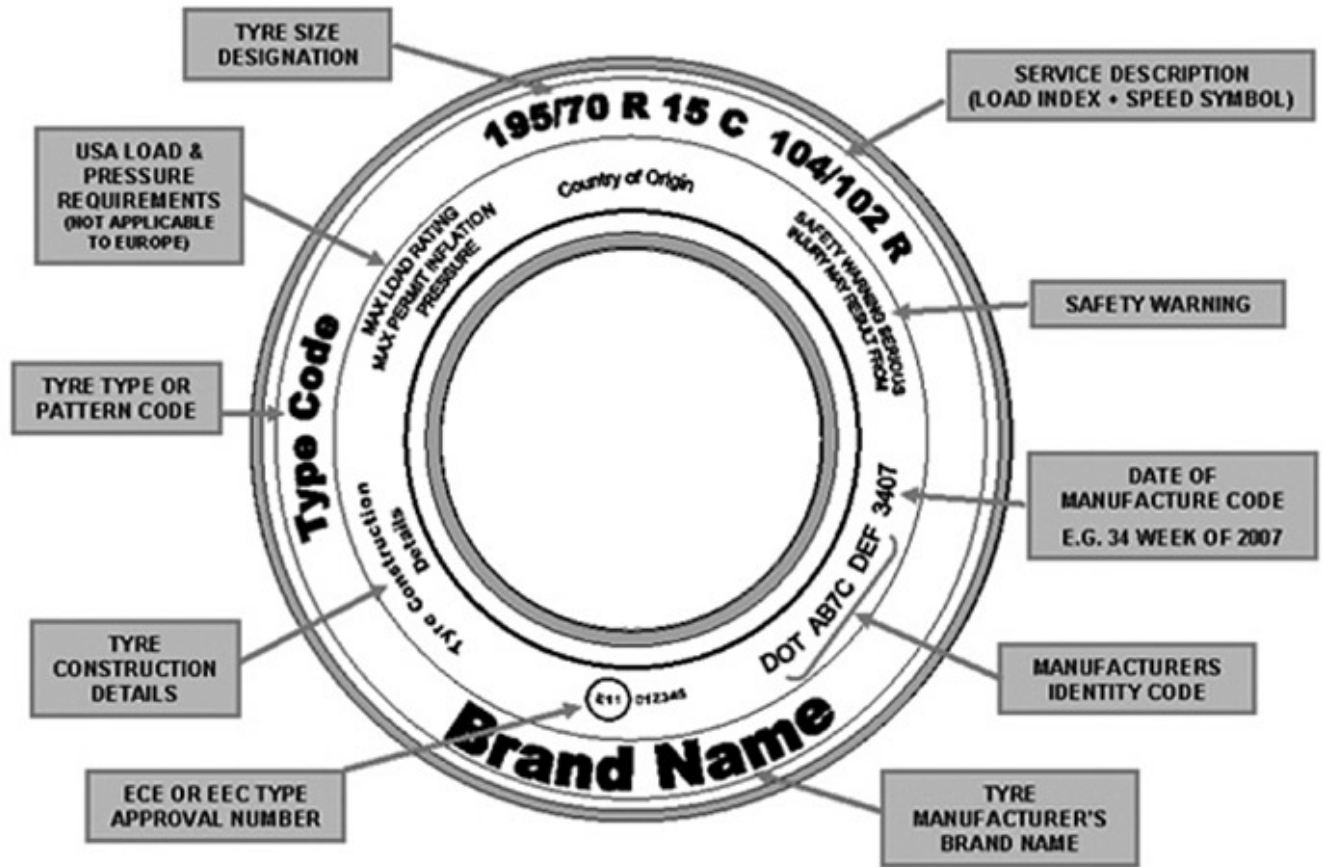 TYRE SIZE
DESIGNATION
SERVICE DESCRIPTION
(LOAD INDEX + SPEED SYMBOL)
USA LOAD &
PRESSURE
REQUIREMENTS
(NOT APPLICABLE
TO EUROPE)
195/70 R 15 C 104/102 R
Country of Origin
MAX LOAD RATING
MAX PERMIT INFLATION
PRESSURE
SAFETY WARNING SERIOUS
INJURY MAY RESULT FROM
SAFETY WARNING
TYRE TYPE OR
PATTERN CODE
Type Code
DATE OF
MANUFACTURE CODE
E.G. 34 WEEK OF 2007
Tyre Construction
Details
DOT AB7C DEF 3407
TYRE
CONSTRUCTION
DETAILS
MANUFACTURERS
IDENTITY CODE
E11 012345
Brand Name
ECE OR EEC TYPE
APPROVAL NUMBER
TYRE
MANUFACTURER'S
BRAND NAME